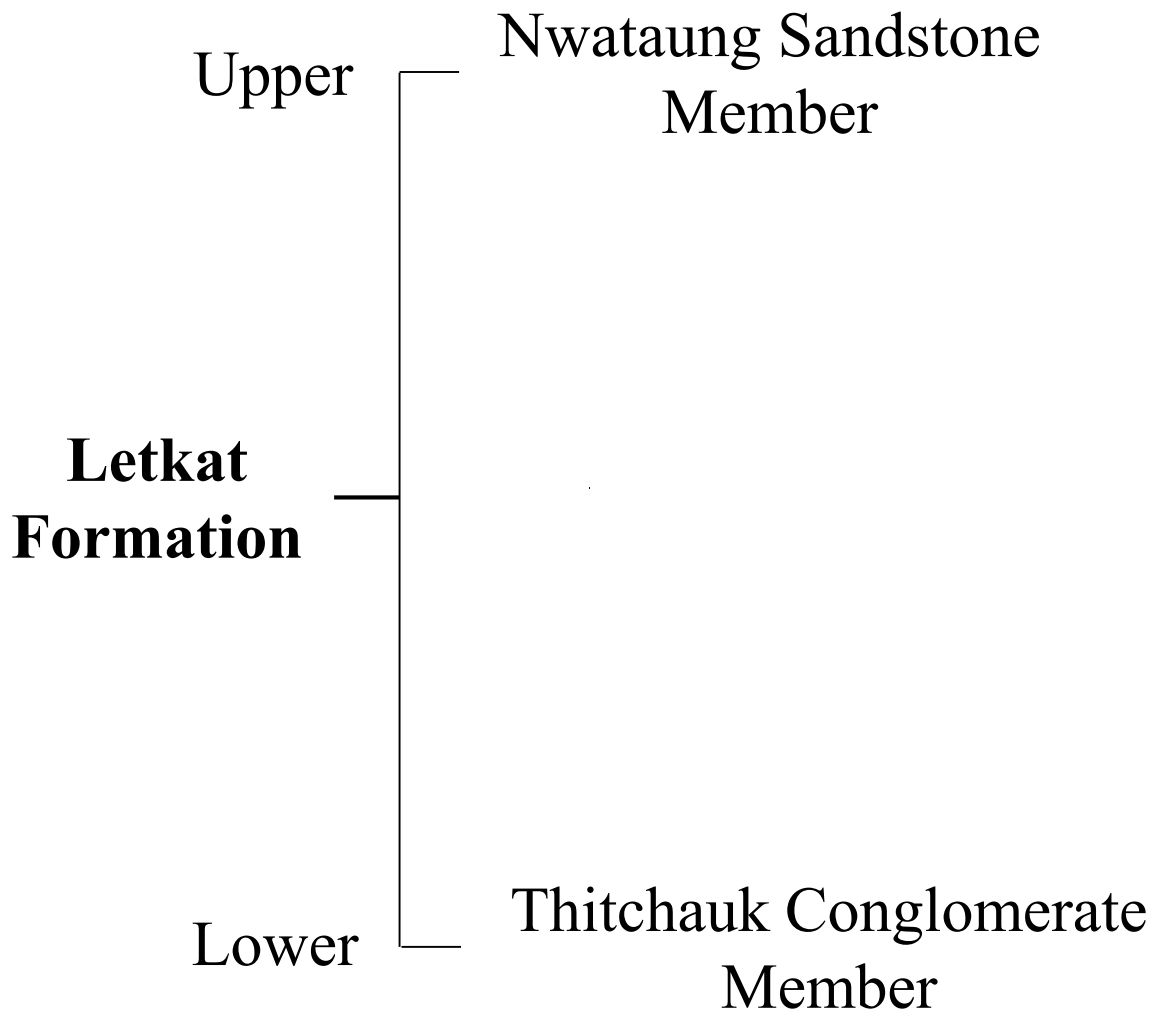 Upper
Nwataung Sandstone
Member
Letkat
Formation
Lower
Thitchauk Conglomerate
Member